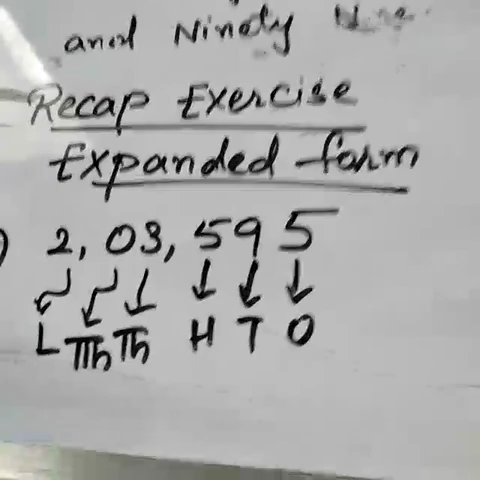 and Ninety
Recap Exercise
Expanded form
) 2, 03, 595
L TTh Th H T O